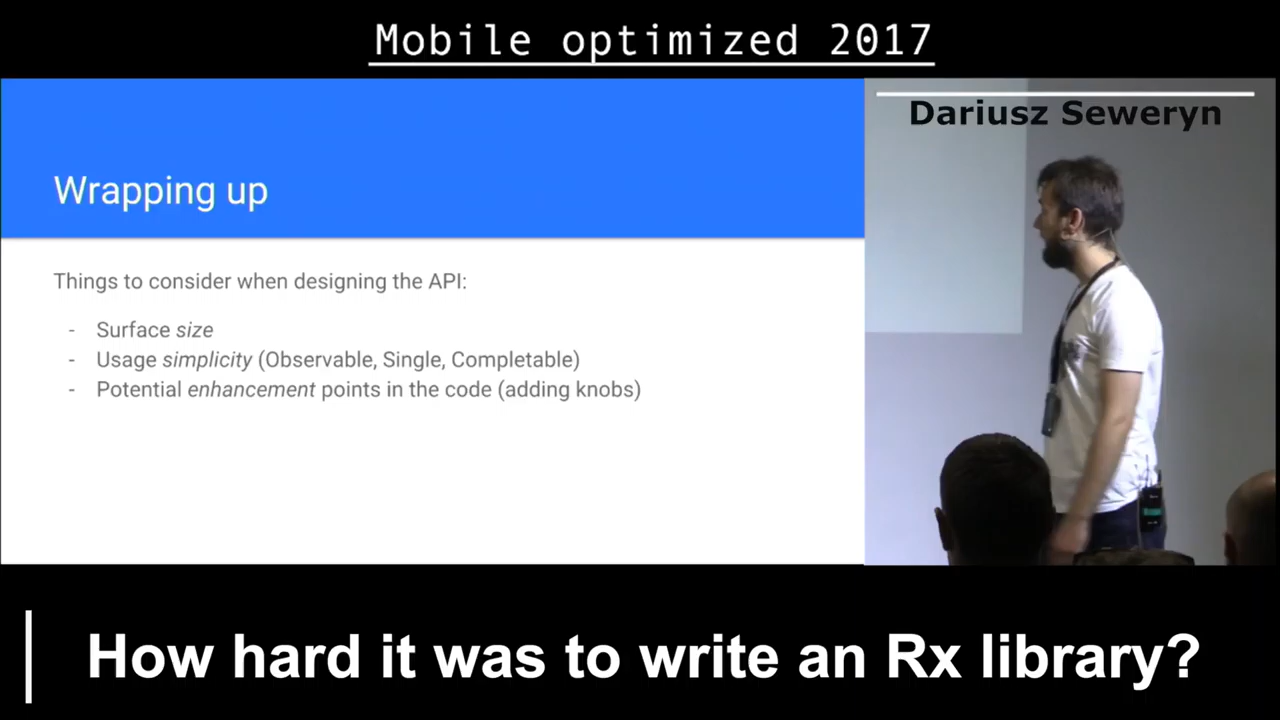 Mobile optimized 2017
Dariusz Seweryn
Wrapping up
Things to consider when designing the API:
- Surface size
- Usage simplicity (Observable, Single, Completable)
- Potential enhancement points in the code (adding knobs)
How hard it was to write an Rx library?